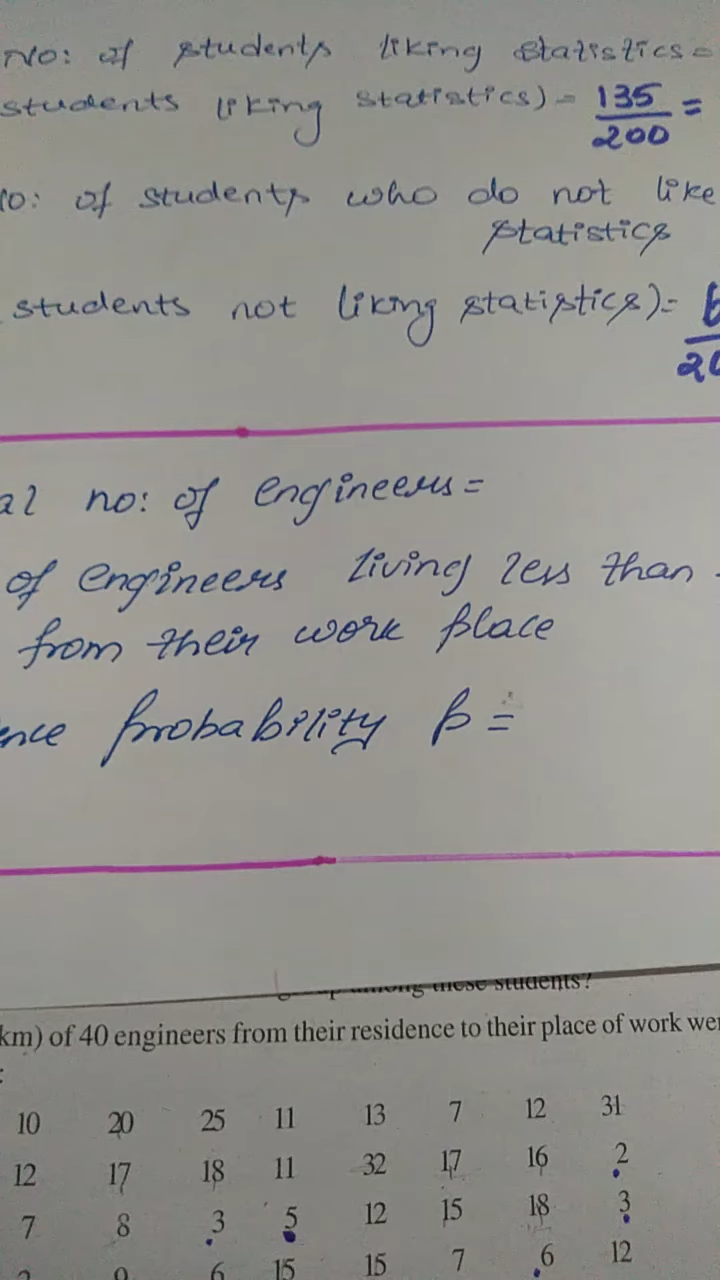 No: of students liking statistics =
students liking statistics) = 135/200 =
of students who do not like
statistics
students not liking statistics) =
no: of engineers =
of engineers living less than
from their work place
probability p =
among these students?
km) of 40 engineers from their residence to their place of work
:
10 20 25 11 13 7 12 31
12 17 18 11 32 17 16 2
7 8 3 5 12 15 18 3
6 15 15 7 6 12